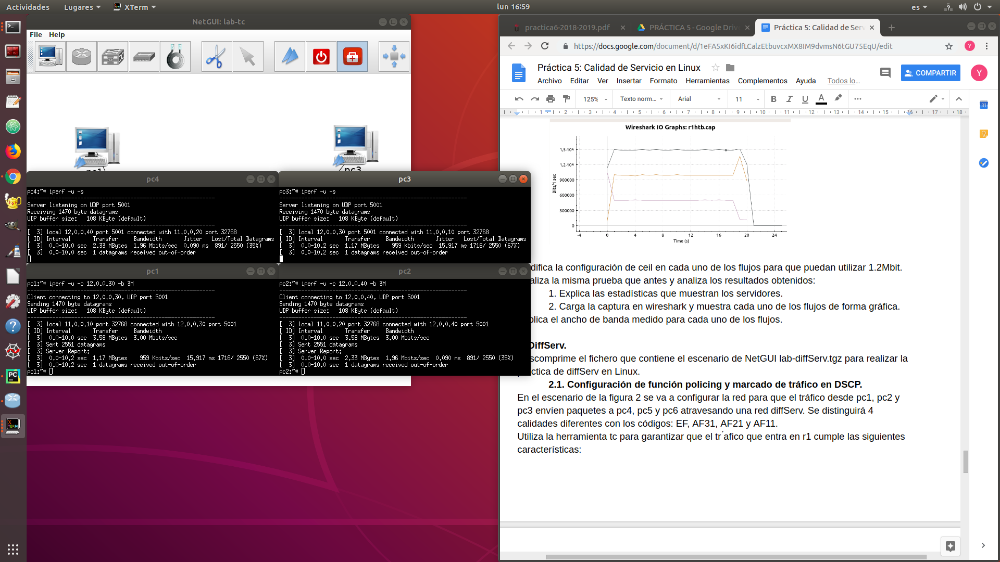 Actividades
Lugares
XTerm
lun 16:59
es
NetGUI: lab-tc
File Help
pc1
pc3
pc4
pc4:~# iperf -u -s
------------------------------------------------------------
Server listening on UDP port 5001
Receiving 1470 byte datagrams
UDP buffer size:   108 KByte (default)
------------------------------------------------------------
[  3] local 12.0.0.40 port 5001 connected with 11.0.0.20 port 32768
[ ID] Interval       Transfer     Bandwidth       Jitter   Lost/Total Datagrams
[  3]  0.0-10.0 sec  2.33 MBytes  1.96 Mbits/sec  0.090 ms  891/ 2550 (35%)
[  3]  0.0-10.0 sec  1 datagrams received out-of-order
pc3
pc3:~# iperf -u -s
------------------------------------------------------------
Server listening on UDP port 5001
Receiving 1470 byte datagrams
UDP buffer size:   108 KByte (default)
------------------------------------------------------------
[  3] local 12.0.0.30 port 5001 connected with 11.0.0.10 port 32768
[ ID] Interval       Transfer     Bandwidth       Jitter   Lost/Total Datagrams
[  3]  0.0-10.2 sec  1.17 MBytes    959 Kbits/sec  15.917 ms 1716/ 2550 (67%)
[  3]  0.0-10.2 sec  1 datagrams received out-of-order
pc1
pc1:~# iperf -u -c 12.0.0.30 -b 3M
------------------------------------------------------------
Client connecting to 12.0.0.30, UDP port 5001
Sending 1470 byte datagrams
UDP buffer size:   108 KByte (default)
------------------------------------------------------------
[  3] local 11.0.0.10 port 32768 connected with 12.0.0.30 port 5001
[ ID] Interval       Transfer     Bandwidth
[  3]  0.0-10.0 sec  3.58 MBytes  3.00 Mbits/sec
[  3] Sent 2551 datagrams
[  3] Server Report:
[  3]  0.0-10.2 sec  1.17 MBytes    959 Kbits/sec  15.917 ms 1716/ 2550 (67%)
[  3]  0.0-10.2 sec  1 datagrams received out-of-order
pc1:~#
pc2
pc2:~# iperf -u -c 12.0.0.40 -b 3M
------------------------------------------------------------
Client connecting to 12.0.0.40, UDP port 5001
Sending 1470 byte datagrams
UDP buffer size:   108 KByte (default)
------------------------------------------------------------
[  3] local 11.0.0.20 port 32768 connected with 12.0.0.40 port 5001
[ ID] Interval       Transfer     Bandwidth
[  3]  0.0-10.0 sec  3.58 MBytes  3.00 Mbits/sec
[  3] Sent 2551 datagrams
[  3] Server Report:
[  3]  0.0-10.0 sec  2.33 MBytes  1.96 Mbits/sec  0.090 ms  891/ 2550 (35%)
[  3]  0.0-10.0 sec  1 datagrams received out-of-order
pc2:~#
practica6-2018-2019.pdf
PRÁCTICA 5 - Google Drive
Práctica 5: Calidad de Serv
https://docs.google.com/document/d/1eFA5xKI6idfLCalzEtbuvcxMX8IM9dvmsN6tGU75EqU/edit
Y
Práctica 5: Calidad de Servicio en Linux
Archivo Editar Ver Insertar Formato Herramientas Complementos Ayuda Todos lo...
COMPARTIR
Y
125% Texto norm... Arial 11 B I U A ...
1 1 2 3 4 5 6 7 8 9 10 11 12 13 14 15 16 17 18
31
Wireshark IO Graphs: r1htb.cap
1,5·10⁶
1,2·10⁶
900000
600000
300000
0
Bits/1 sec
-4 0 4 8 12 16 20 24
Time (s)
difica la configuración de ceil en cada uno de los flujos para que puedan utilizar 1.2Mbit.
aliza la misma prueba que antes y analiza los resultados obtenidos:
1. Explica las estadísticas que muestran los servidores.
2. Carga la captura en wireshark y muestra cada uno de los flujos de forma gráfica.
plica el ancho de banda medido para cada uno de los flujos.
DiffServ.
scomprime el fichero que contiene el escenario de NetGUI lab-diffServ.tgz para realizar la
práctica de diffServ en Linux.
2.1. Configuración de función policing y marcado de tráfico en DSCP.
En el escenario de la figura 2 se va a configurar la red para que el tráfico desde pc1, pc2 y
pc3 envíen paquetes a pc4, pc5 y pc6 atravesando una red diffServ. Se distinguirá 4
calidades diferentes con los códigos: EF, AF31, AF21 y AF11.
Utiliza la herramienta tc para garantizar que el tr ́afico que entra en r1 cumple las siguientes
características:
PC
X TERM